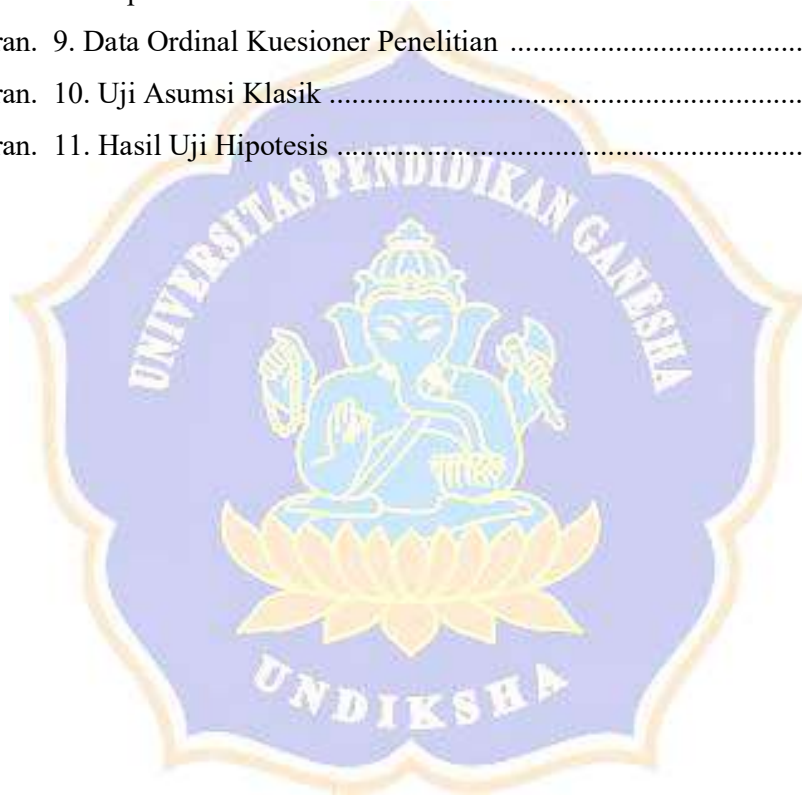 ran. 9. Data Ordinal Kuesioner Penelitian ....................................
ran. 10. Uji Asumsi Klasik .............................................................
ran. 11. Hasil Uji Hipotesis ............................................................
UNIVERSITAS PENDIDIKAN GANESHA
UNDIKSHA